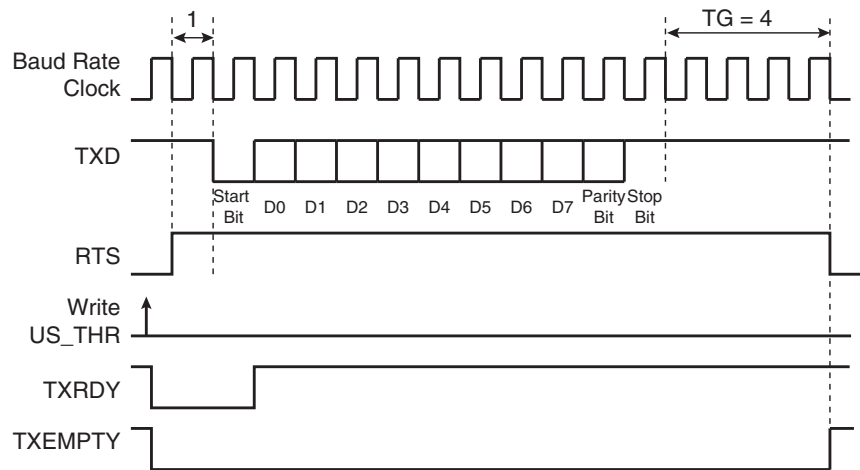 1
TG = 4
Baud Rate
Clock
TXD
Start
Bit
D0
D1
D2
D3
D4
D5
D6
D7
Parity
Bit
Stop
Bit
RTS
Write
US_THR
TXRDY
TXEMPTY